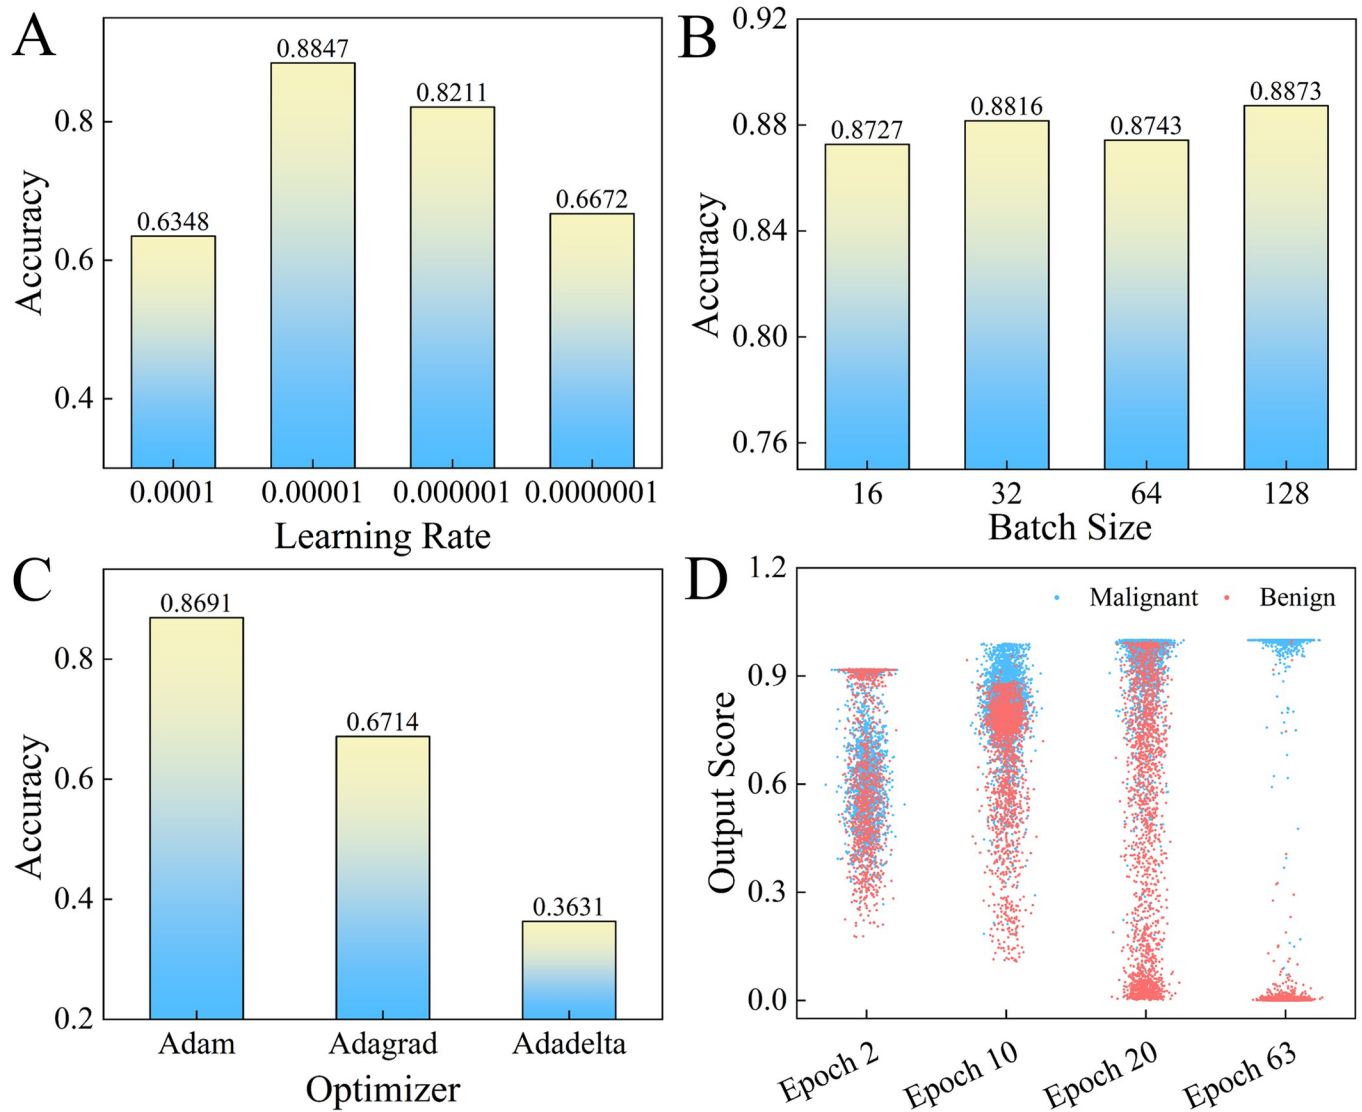 A
Accuracy
0.8
0.6
0.4
0.6348
0.8847
0.8211
0.6672
0.0001 0.00001 0.000001 0.0000001
Learning Rate
B
Accuracy
0.92
0.88
0.84
0.80
0.76
0.8727
0.8816
0.8743
0.8873
16 32 64 128
Batch Size
C
Accuracy
0.8
0.6
0.4
0.2
0.8691
0.6714
0.3631
Adam Adagrad Adadelta
Optimizer
D
Output Score
1.2
0.9
0.6
0.3
0.0
Malignant Benign
Epoch 2 Epoch 10 Epoch 20 Epoch 63